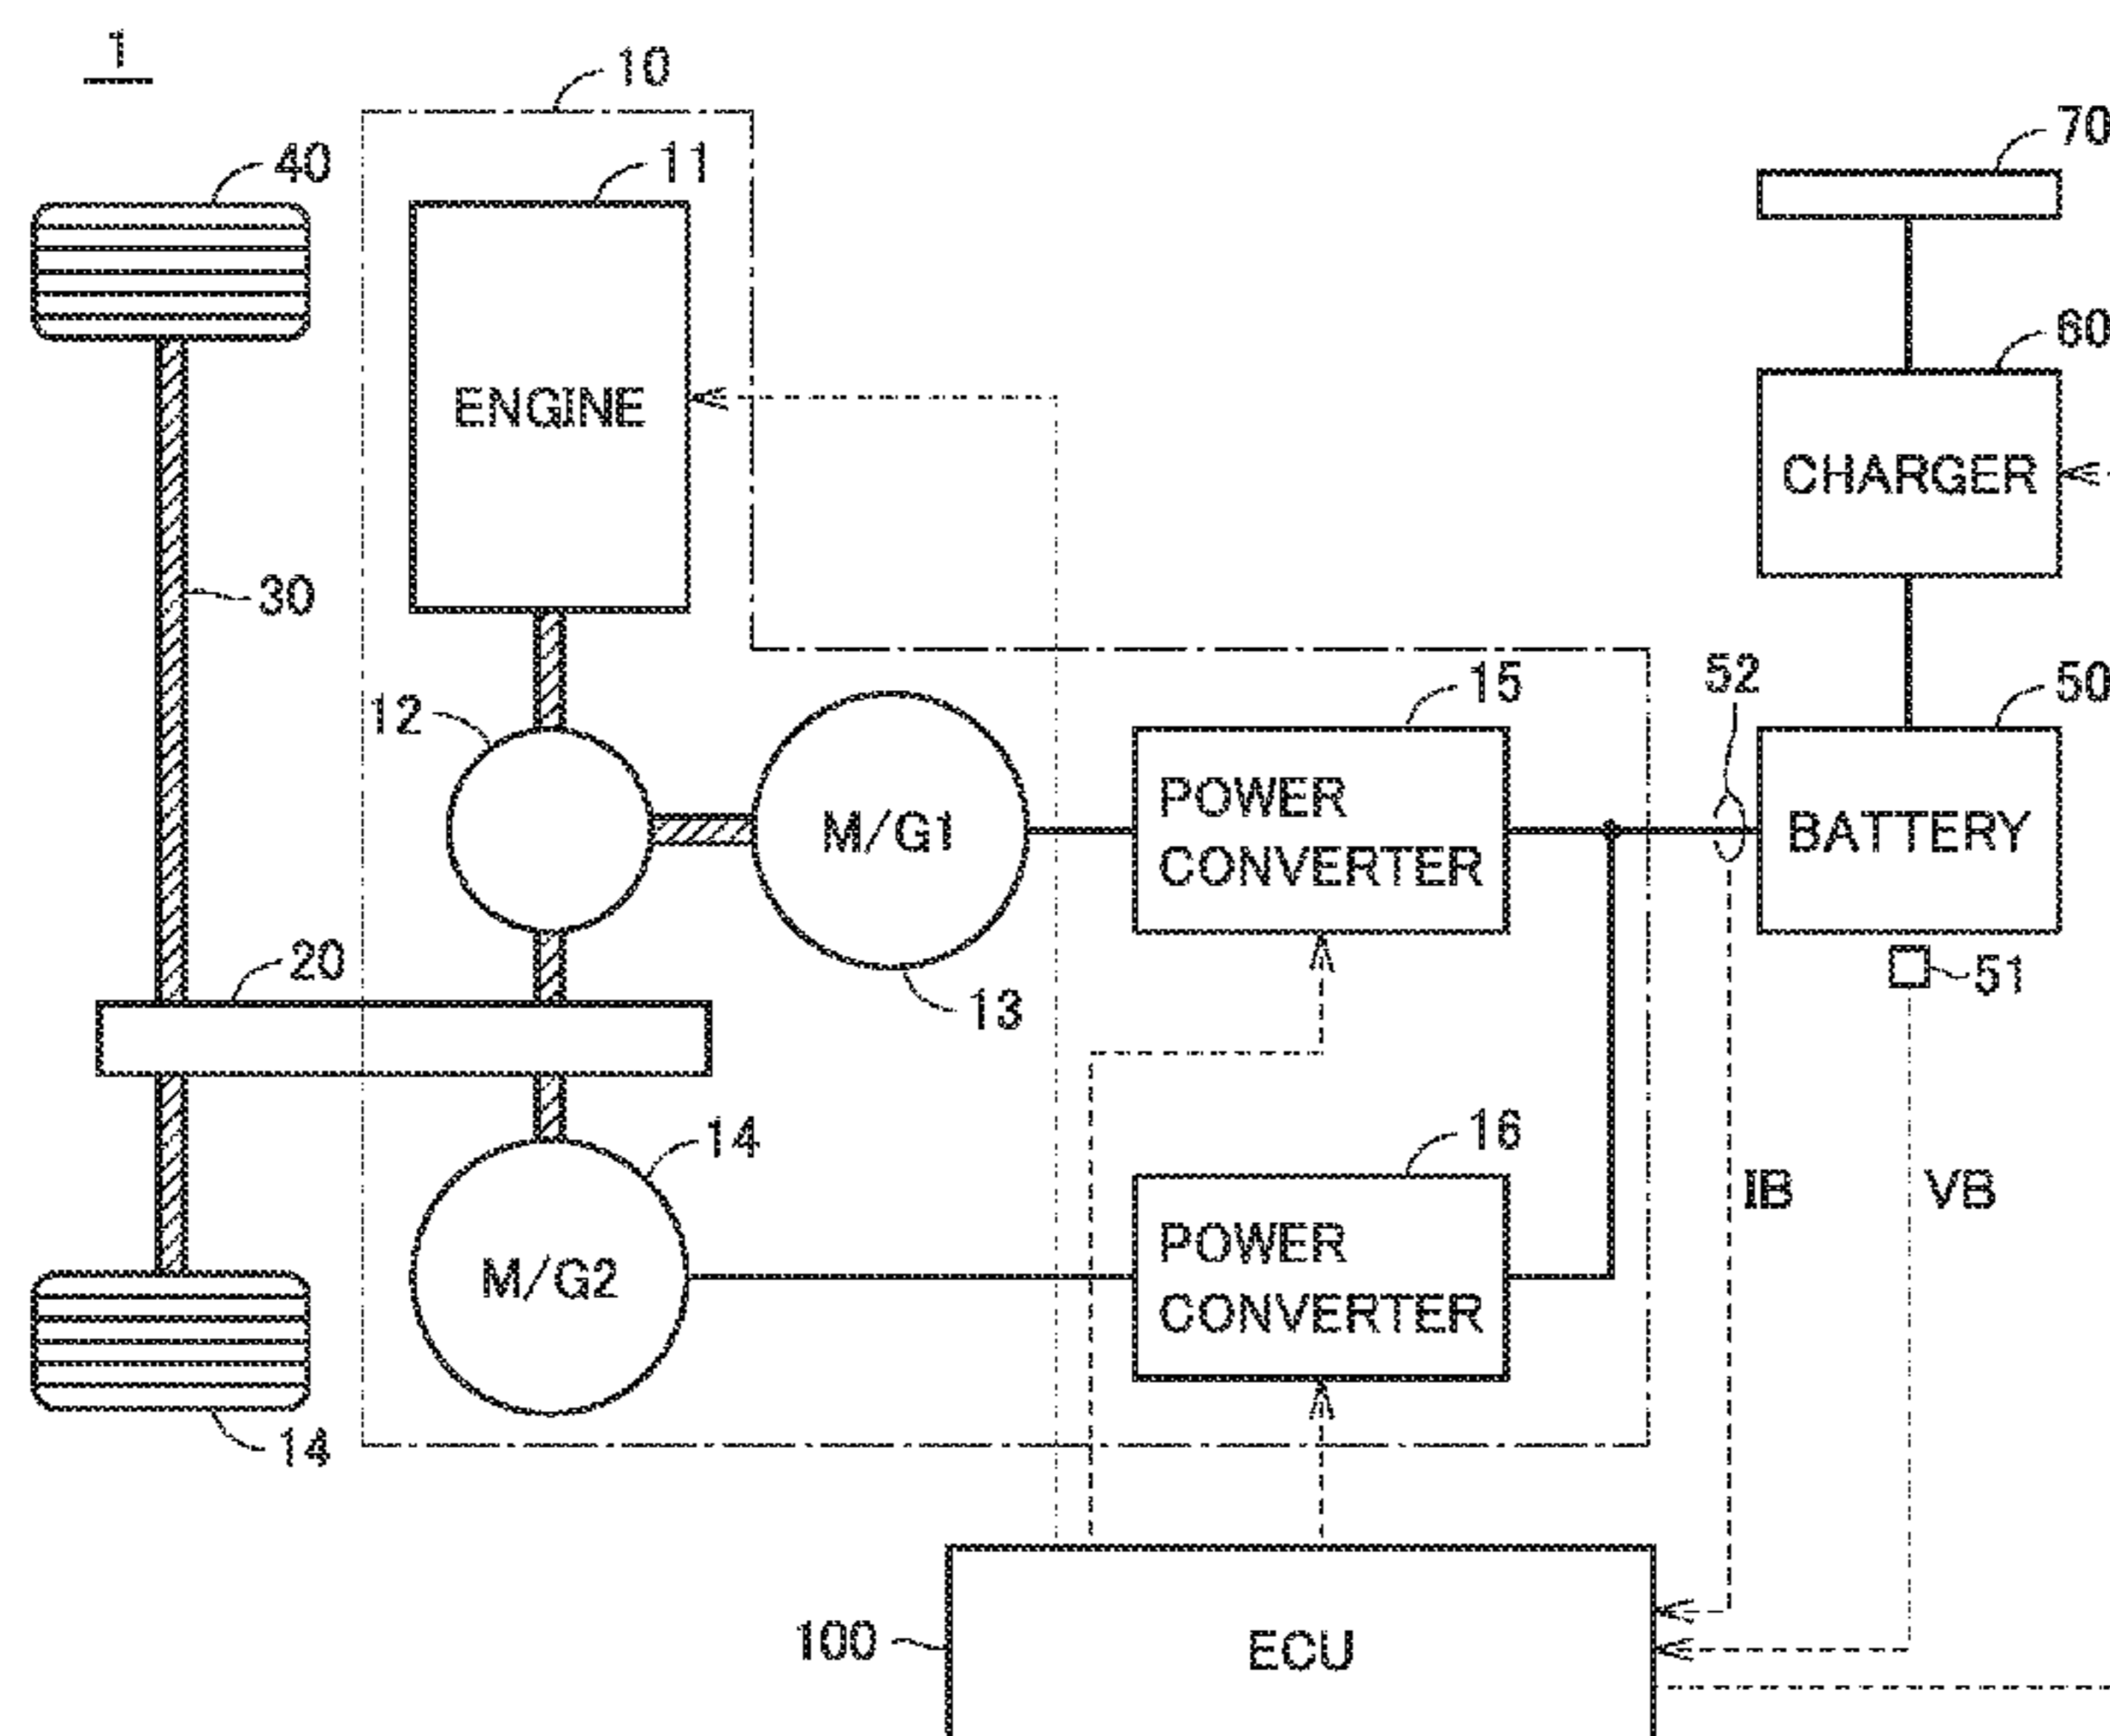 1
10
40
11
70
60
ENGINE
CHARGER
30
52
15
50
12
POWER
CONVERTER
M/G1
BATTERY
20
13
51
14
16
IB
VB
POWER
CONVERTER
M/G2
14
100
ECU